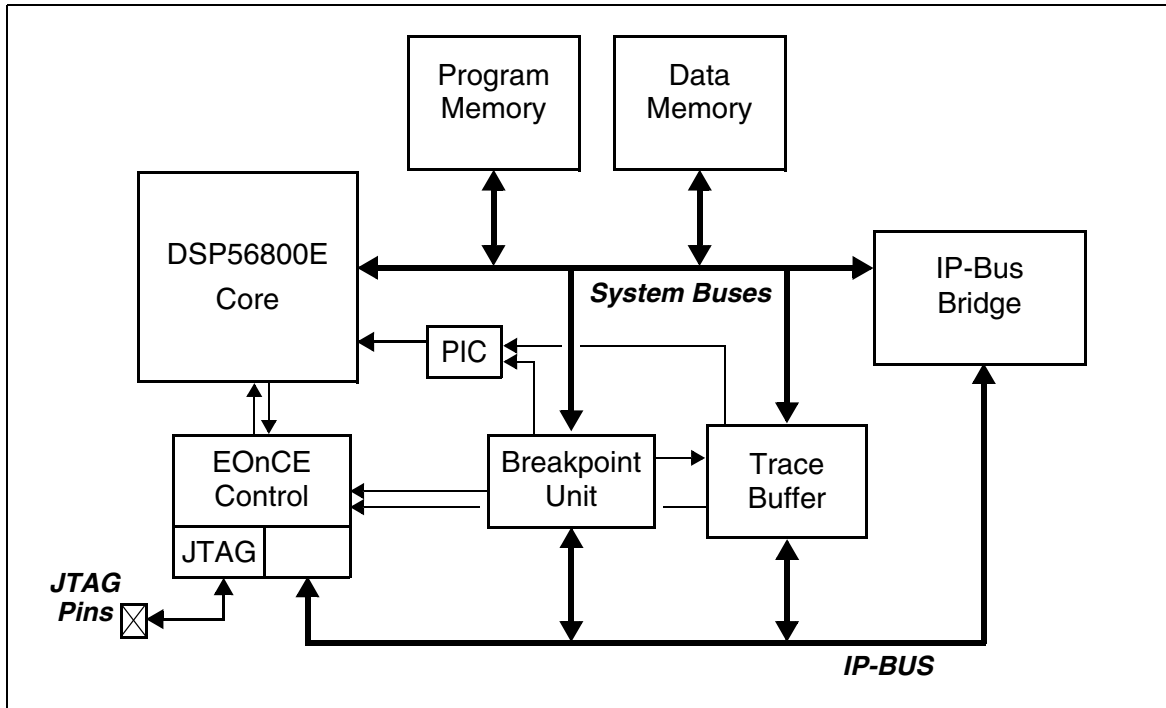 Program
Memory
Data
Memory
DSP56800E
Core
IP-Bus
Bridge
System Buses
PIC
EOnCE
Control
Breakpoint
Unit
Trace
Buffer
JTAG
JTAG
Pins
IP-BUS